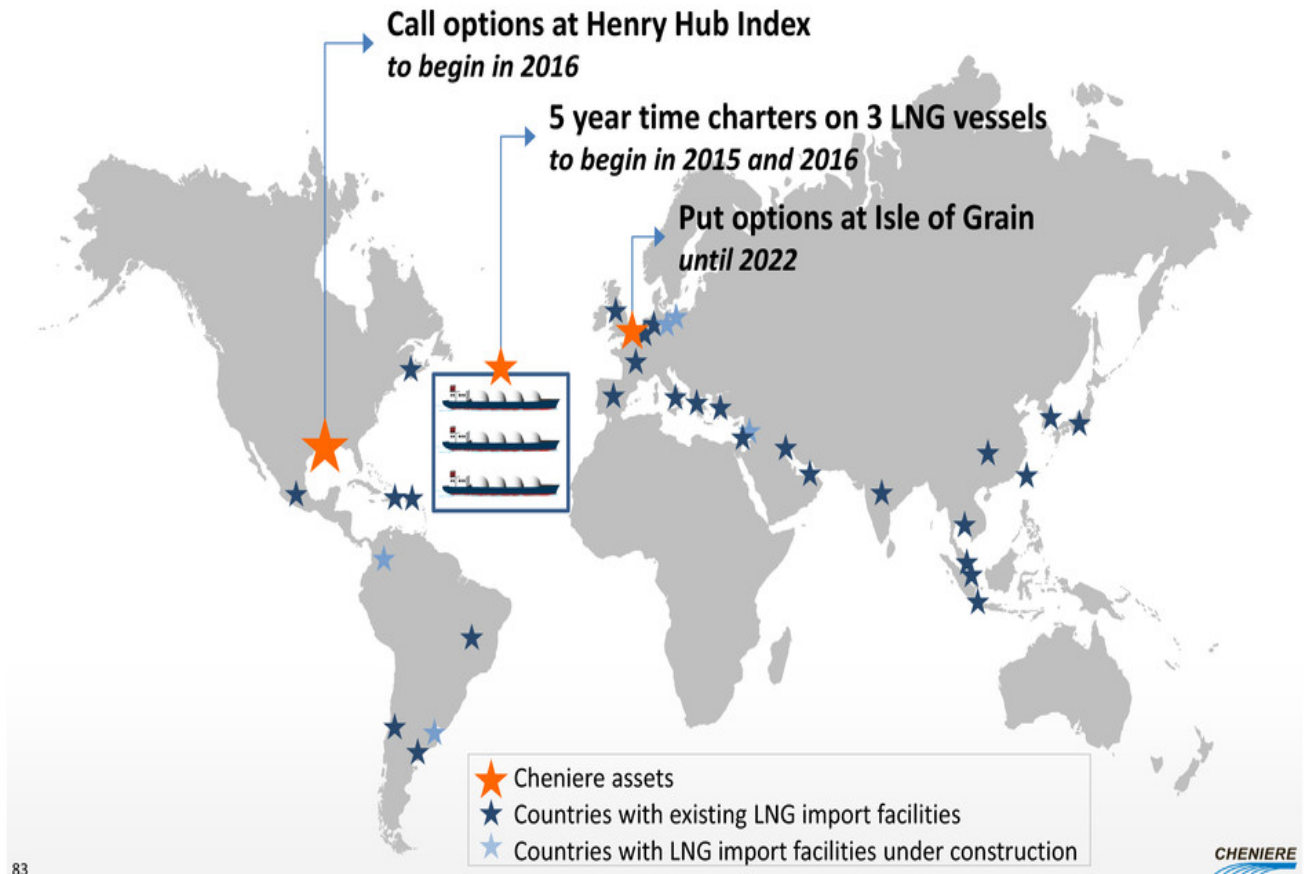 Call options at Henry Hub Index
to begin in 2016
5 year time charters on 3 LNG vessels
to begin in 2015 and 2016
Put options at Isle of Grain
until 2022
Cheniere assets
Countries with existing LNG import facilities
Countries with LNG import facilities under construction
83
CHENIERE